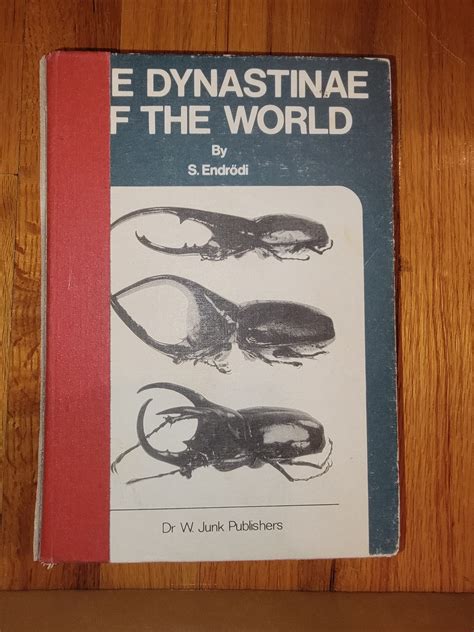 E DYNASTINAE
F THE WORLD
By
S. Endrödi
Dr W. Junk Publishers